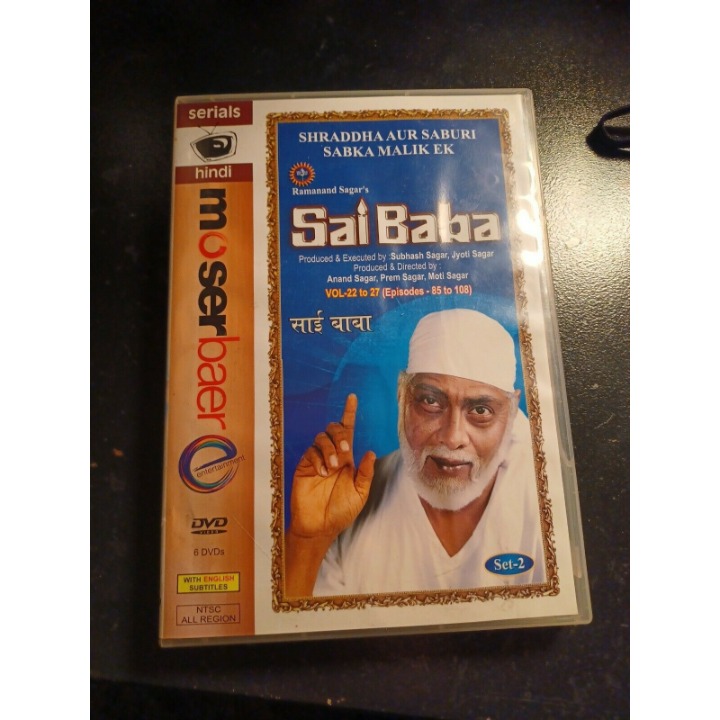 serials
hindi
moserbaer
entertainment
DVD
VIDEO
6 DVDs
WITH ENGLISH
SUBTITLES
NTSC
ALL REGION
SHRADDHA AUR SABURI
SABKA MALIK EK
Ramanand Sagar's
Sai Baba
Produced & Executed by :Subhash Sagar, Jyoti Sagar
Produced & Directed by :
Anand Sagar, Prem Sagar, Moti Sagar
VOL-22 to 27 (Episodes - 85 to 108)
साई बाबा
Set-2